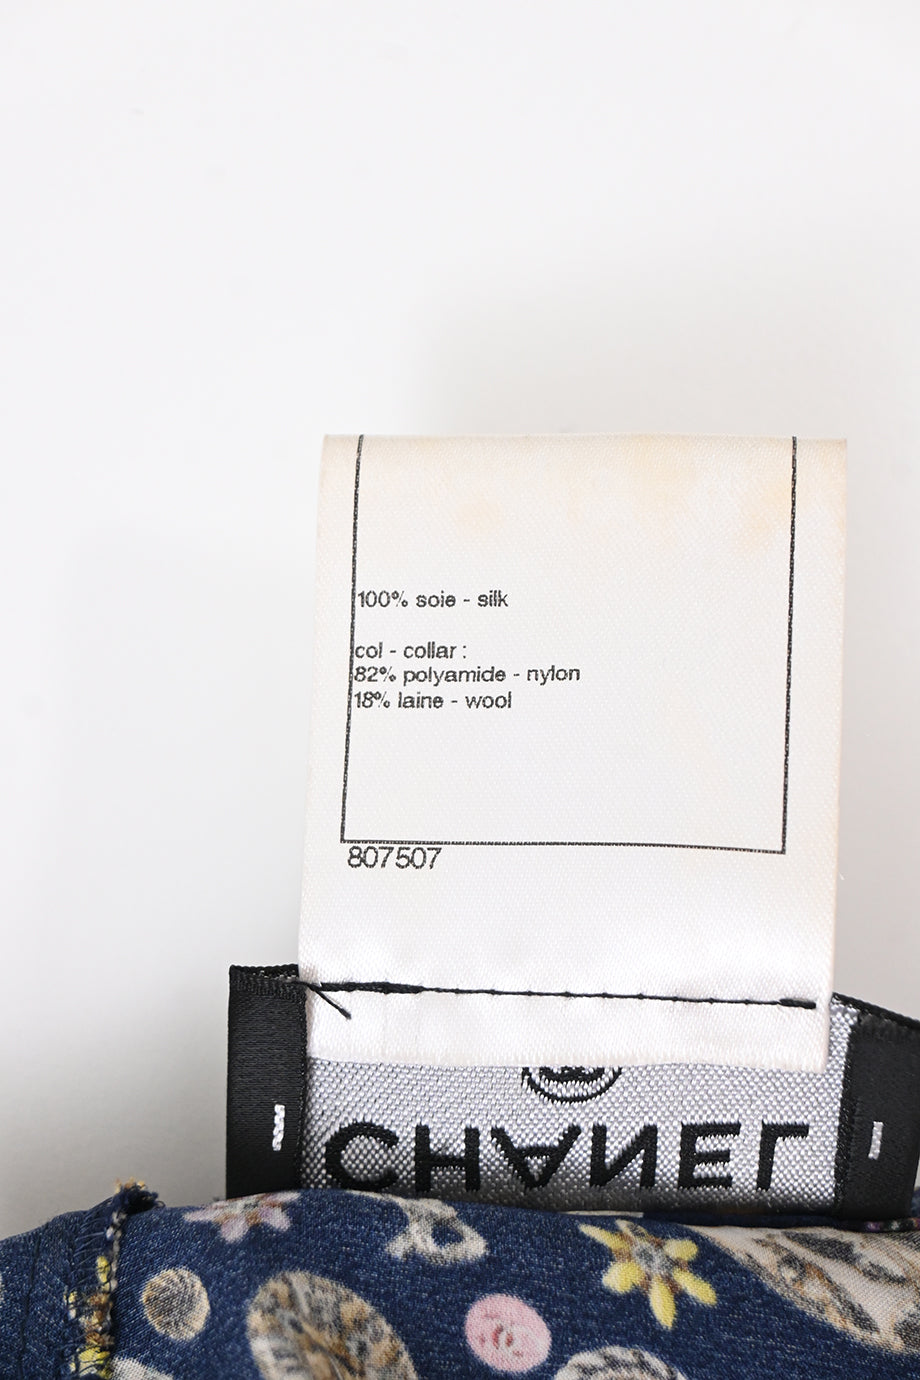 100% soie - silk
col - collar :
82% polyamide - nylon
18% laine - wool
807507
CHANEL